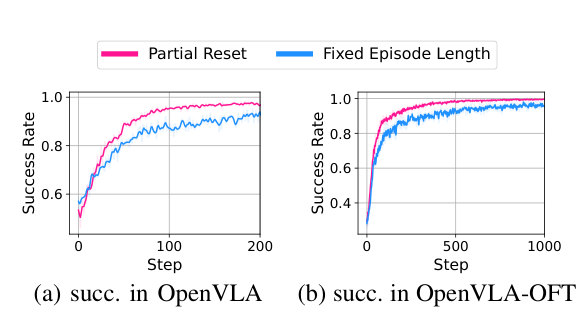 Partial Reset Fixed Episode Length
1.0
0.8
0.6
Success Rate
0 100 200
Step
(a) succ. in OpenVLA
1.0
0.8
0.6
0.4
Success Rate
0 500 1000
Step
(b) succ. in OpenVLA-OFT